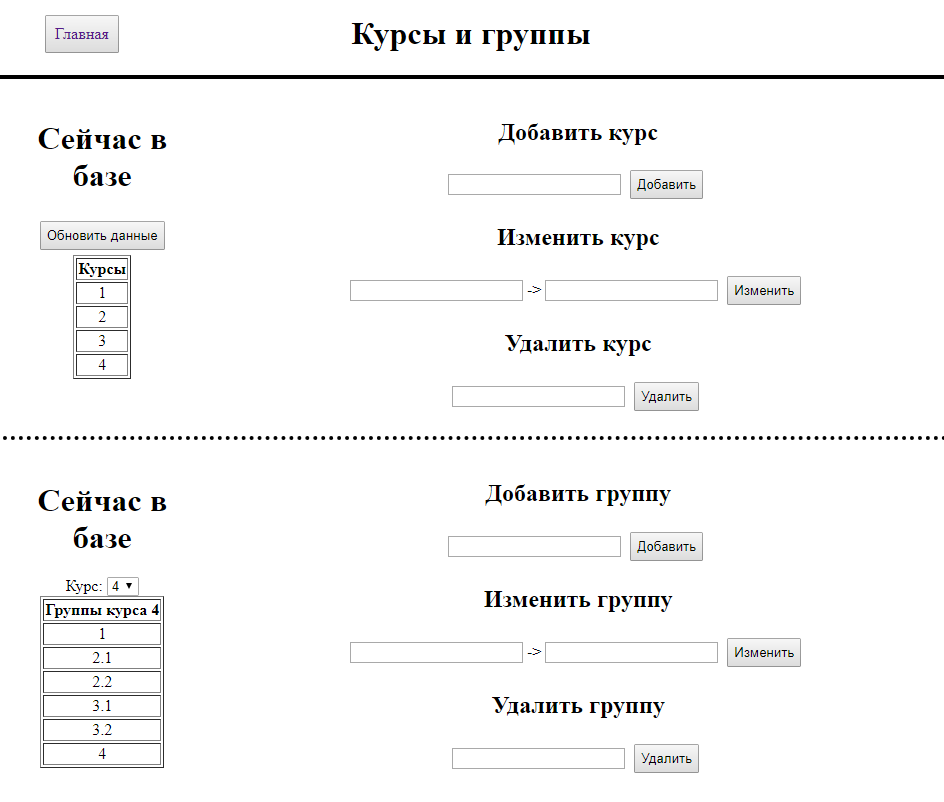 Главная
Курсы и группы
Сейчас в
базе
Обновить данные
Курсы
1
2
3
4
Добавить курс
Добавить
Изменить курс
-> Изменить
Удалить курс
Удалить
Сейчас в
базе
Курс: 4
Группы курса 4
1
2.1
2.2
3.1
3.2
4
Добавить группу
Добавить
Изменить группу
-> Изменить
Удалить группу
Удалить